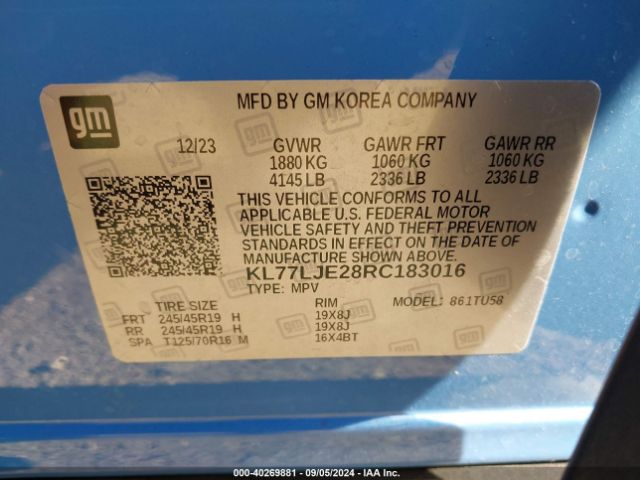 gm
MFD BY GM KOREA COMPANY
12/23 GVWR GAWR FRT GAWR RR
1880 KG 1060 KG 1060 KG
4145 LB 2336 LB 2336 LB
THIS VEHICLE CONFORMS TO ALL
APPLICABLE U.S. FEDERAL MOTOR
VEHICLE SAFETY AND THEFT PREVENTION
STANDARDS IN EFFECT ON THE DATE OF
MANUFACTURE SHOWN ABOVE.
KL77LJE28RC183016
TYPE: MPV
TIRE SIZE RIM MODEL: 861TU58
FRT 245/45R19 H 19X8J
RR 245/45R19 H 19X8J
SPA T125/70R16 M 16X4BT
000-40269881 - 09/05/2024 - IAA Inc.